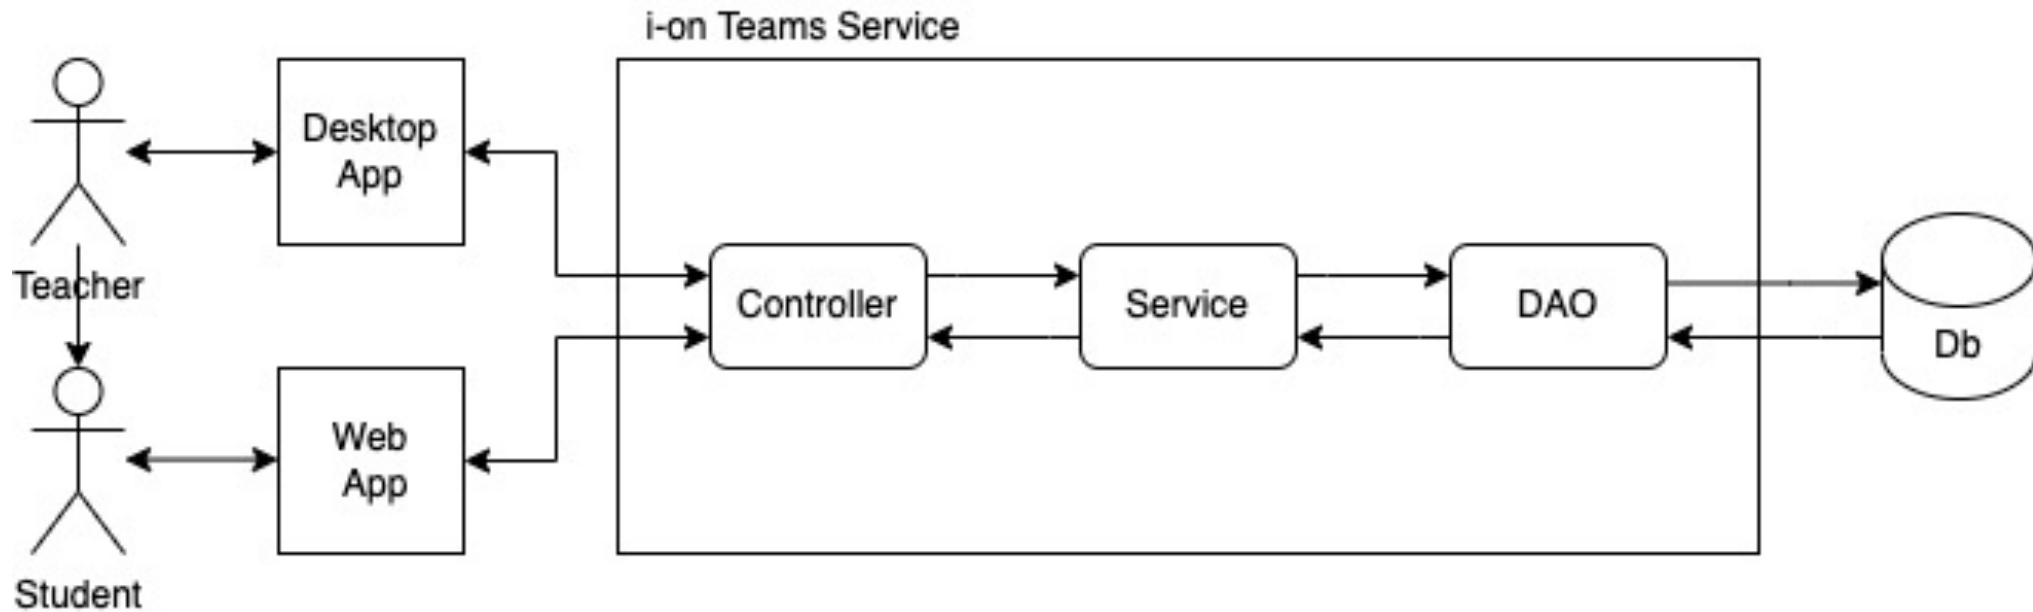 i-on Teams Service
Desktop
App
Teacher
Controller
Service
DAO
Db
Web
App
Student